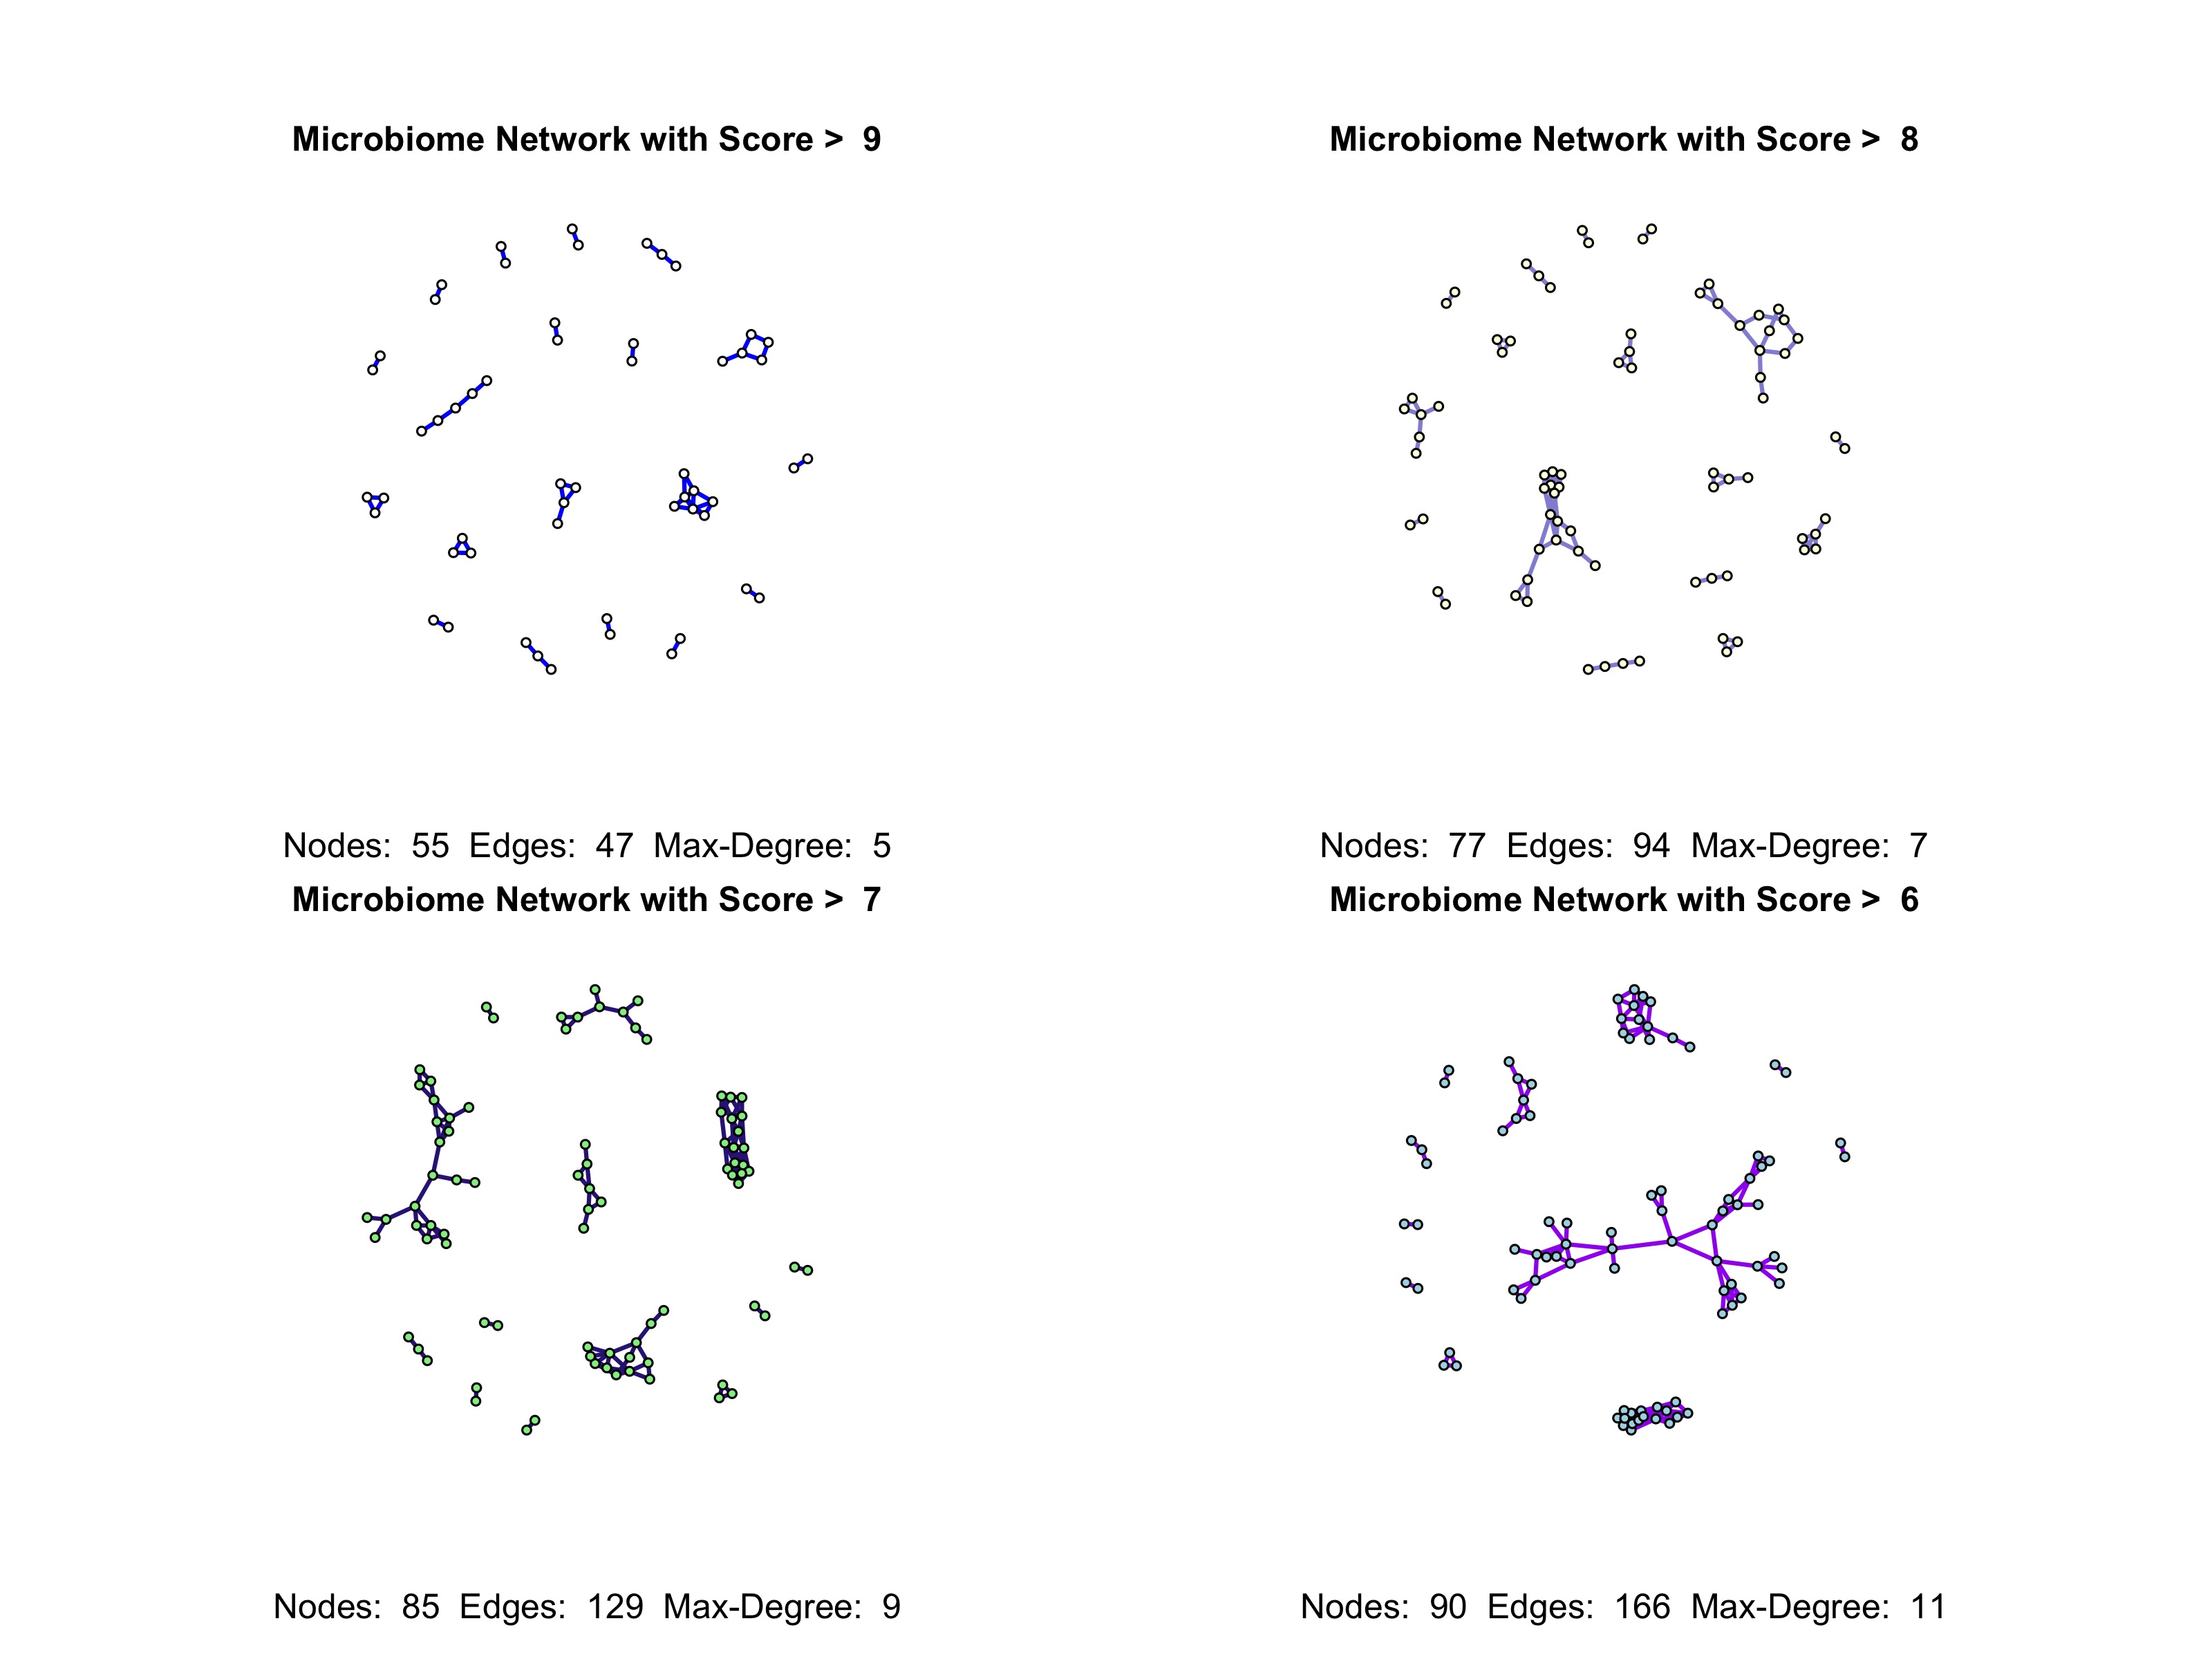 Microbiome Network with Score > 9
Microbiome Network with Score > 8
Nodes: 55 Edges: 47 Max-Degree: 5
Nodes: 77 Edges: 94 Max-Degree: 7
Microbiome Network with Score > 7
Microbiome Network with Score > 6
Nodes: 85 Edges: 129 Max-Degree: 9
Nodes: 90 Edges: 166 Max-Degree: 11